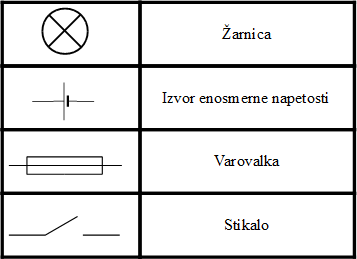 Žarnica
Izvor enosmerne napetosti
Varovalka
Stikalo